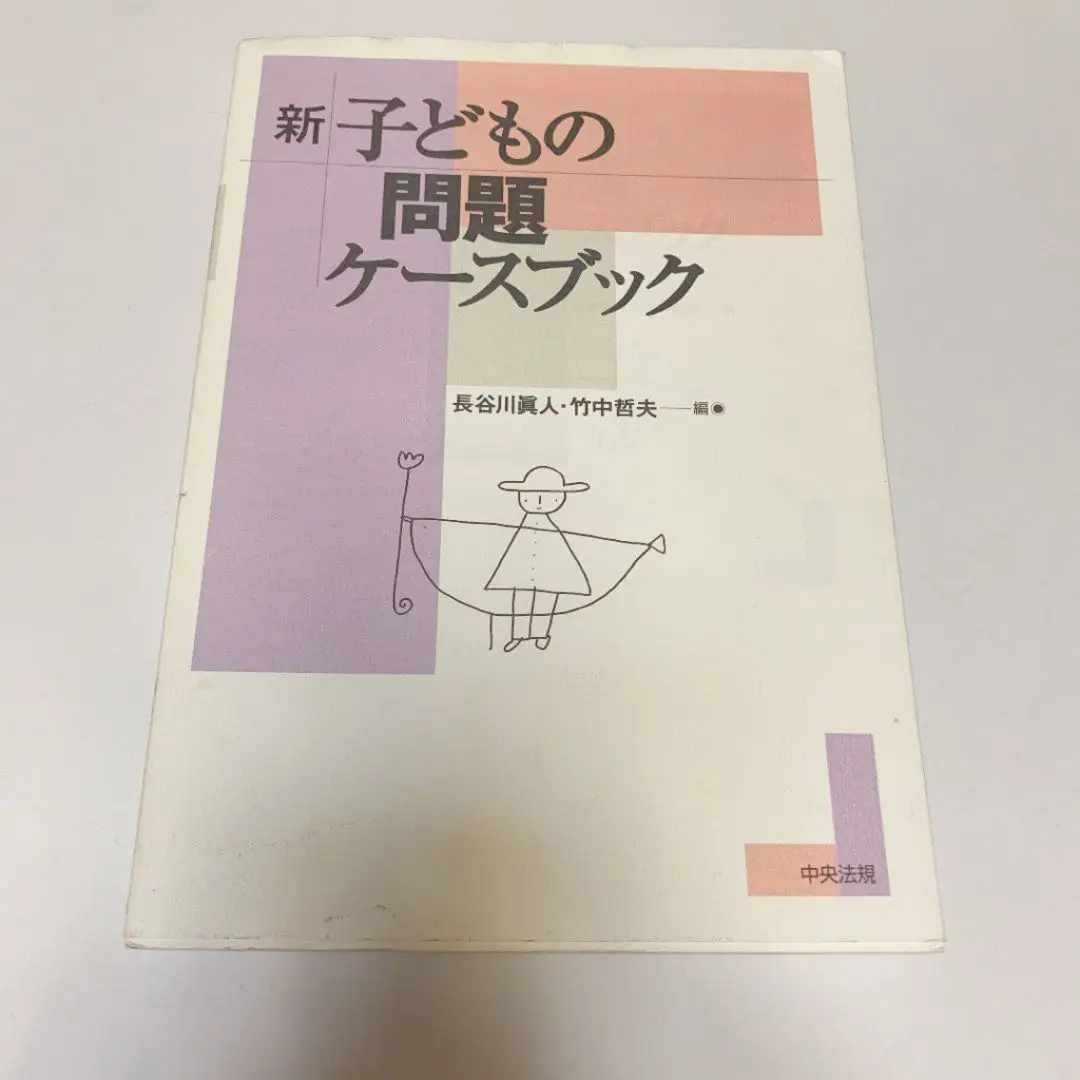 新 子どもの
問題
ケースブック
長谷川眞人・竹中哲夫――編◉
中央法規